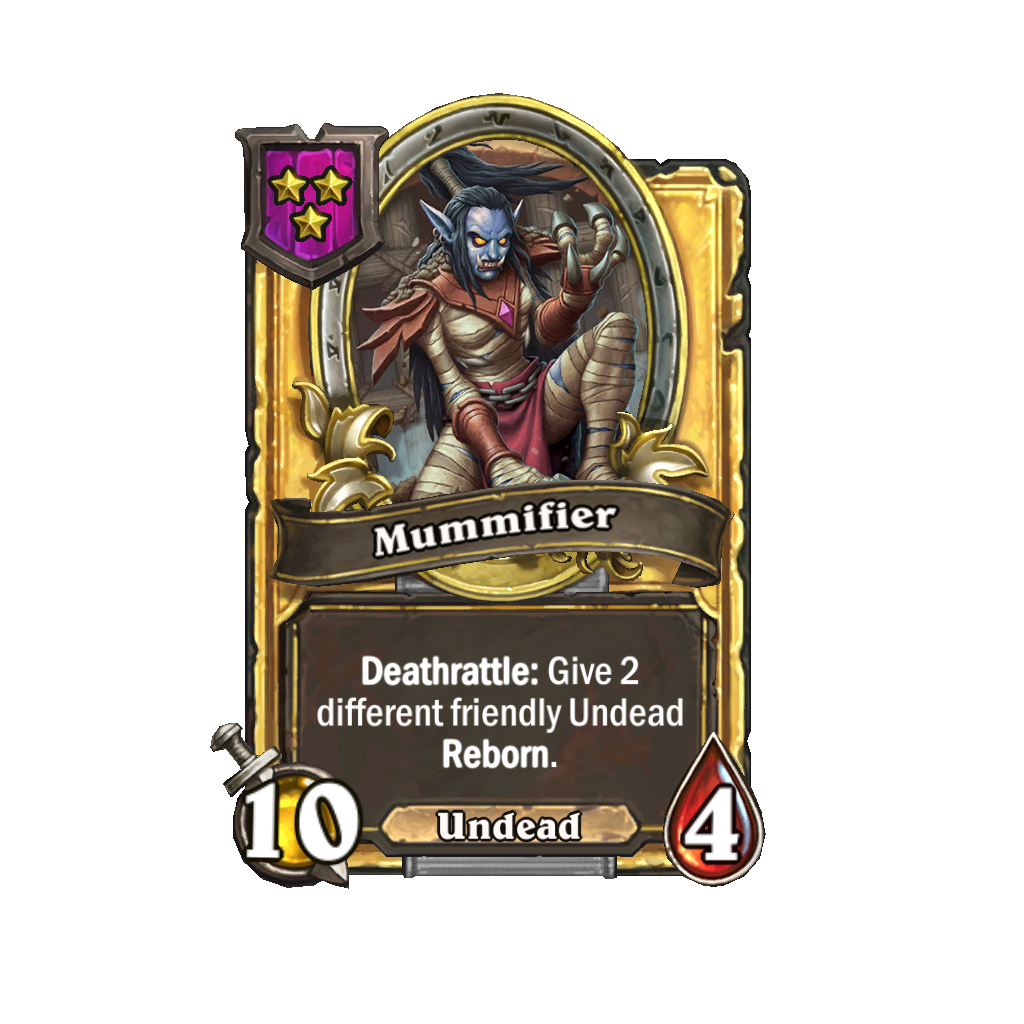 Mummifier
Deathrattle: Give 2
different friendly Undead
Reborn.
10
Undead
4